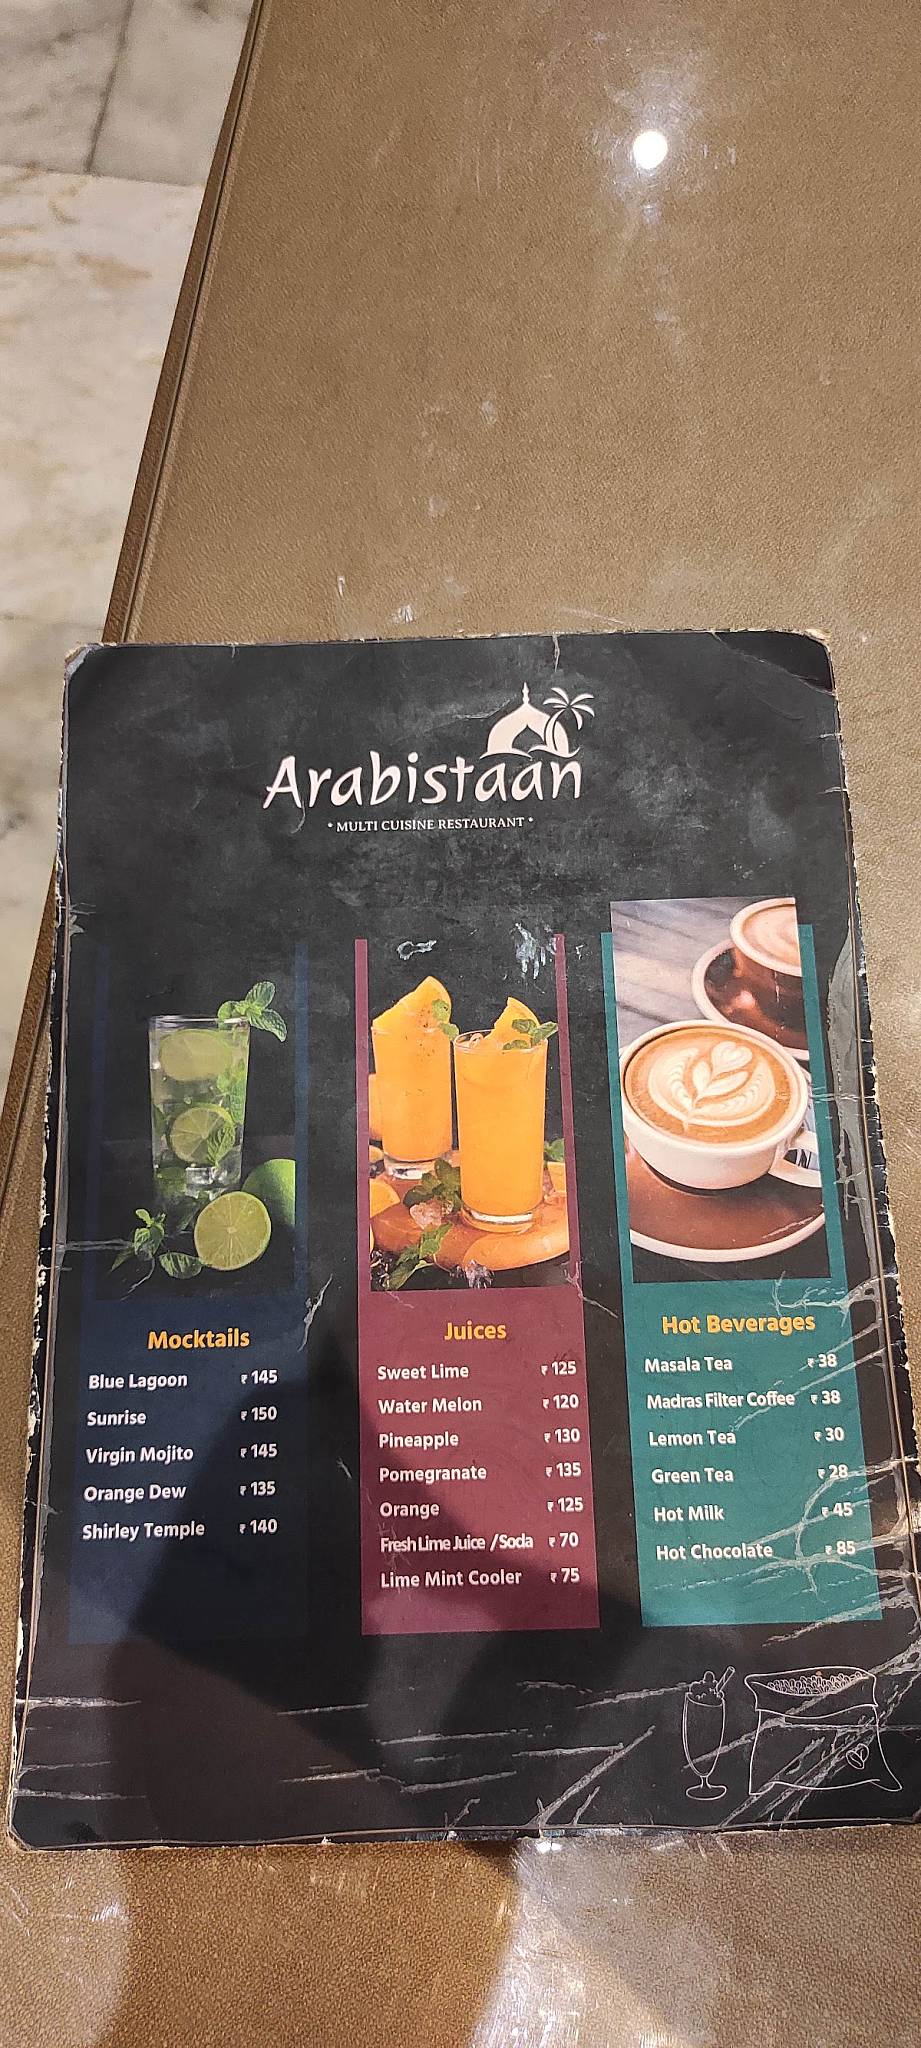 Arabistaan
* MULTI CUISINE RESTAURANT *
Mocktails
Blue Lagoon ₹ 145
Sunrise ₹ 150
Virgin Mojito ₹ 145
Orange Dew ₹ 135
Shirley Temple ₹ 140
Juices
Sweet Lime ₹ 125
Water Melon ₹ 120
Pineapple ₹ 130
Pomegranate ₹ 135
Orange ₹ 125
Fresh Lime Juice / Soda ₹ 70
Lime Mint Cooler ₹ 75
Hot Beverages
Masala Tea ₹ 38
Madras Filter Coffee ₹ 38
Lemon Tea ₹ 30
Green Tea ₹ 28
Hot Milk ₹ 45
Hot Chocolate ₹ 85